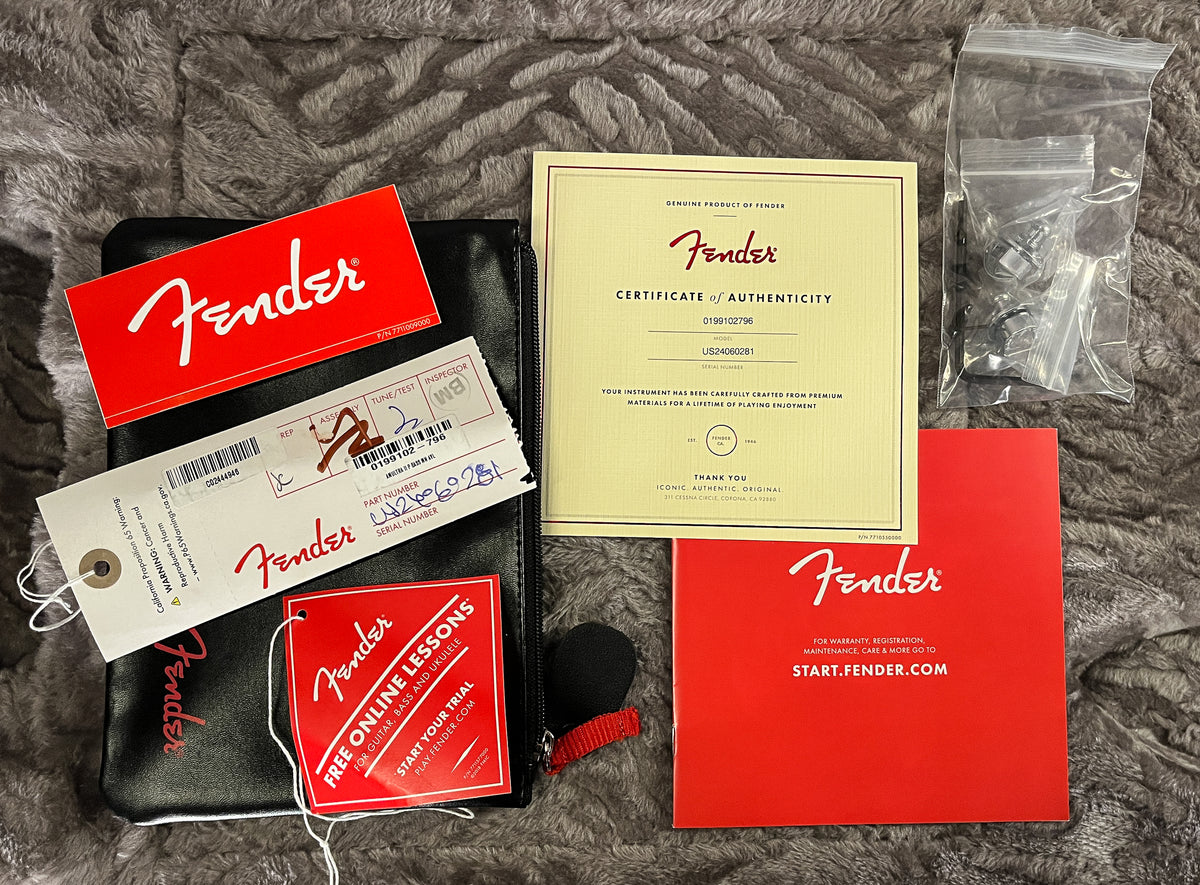 Fender®
P/N 7711009000
REP
ASSEMBLY
TUNE/TEST
INSPECTOR
BM
C02444946
0199102-796
PART NUMBER
US24060281
SERIAL NUMBER
Fender
California Proposition 65 Warning:
WARNING: Cancer and
Reproductive Harm
www.P65Warnings.ca.gov.
Fender
Fender
FREE ONLINE LESSONS*
FOR GUITAR, BASS AND UKULELE
*START YOUR TRIAL
PLAY.FENDER.COM
GENUINE PRODUCT OF FENDER
Fender
CERTIFICATE of AUTHENTICITY
0199102796
MODEL
US24060281
SERIAL NUMBER
YOUR INSTRUMENT HAS BEEN CAREFULLY CRAFTED FROM PREMIUM
MATERIALS FOR A LIFETIME OF PLAYING ENJOYMENT
EST. FENDER CA. 1946
THANK YOU
ICONIC. AUTHENTIC. ORIGINAL.
311 CESSNA CIRCLE, CORONA, CA 92880
P/N 7710550000
Fender®
FOR WARRANTY, REGISTRATION,
MAINTENANCE, CARE & MORE GO TO
START.FENDER.COM